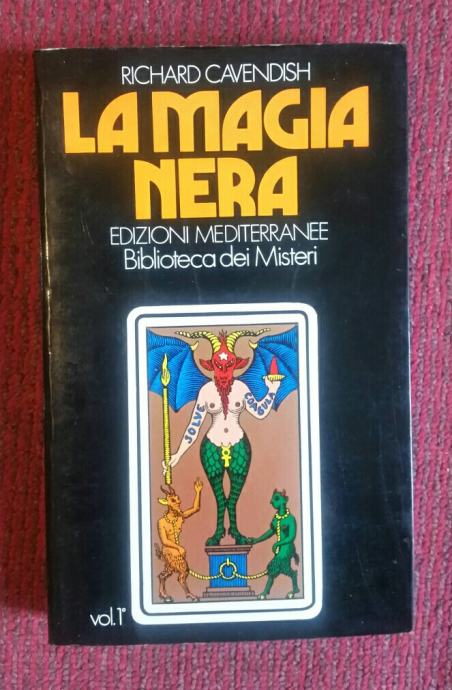 RICHARD CAVENDISH
LA MAGIA
NERA
EDIZIONI MEDITERRANEE
Biblioteca dei Misteri
SOLVE
COAGULA
vol. 1°